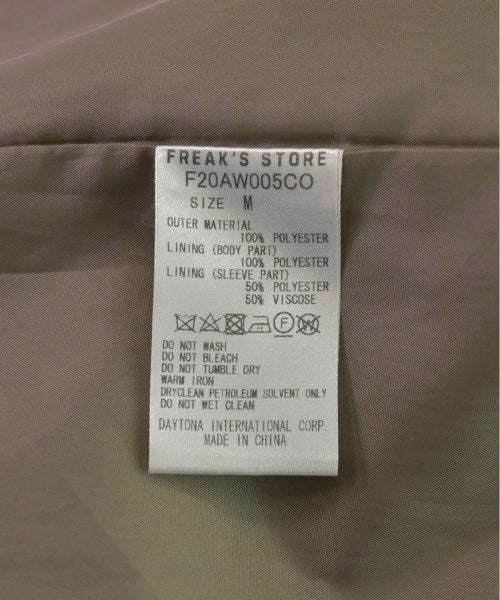 FREAK'S STORE
F20AW005CO
SIZE M
OUTER MATERIAL
100% POLYESTER
LINING (BODY PART)
100% POLYESTER
LINING (SLEEVE PART)
50% POLYESTER
50% VISCOSE
DO NOT WASH
DO NOT BLEACH
DO NOT TUMBLE DRY
WARM IRON
DRYCLEAN PETROLEUM SOLVENT ONLY
DO NOT WET CLEAN
DAYTONA INTERNATIONAL CORP.
MADE IN CHINA